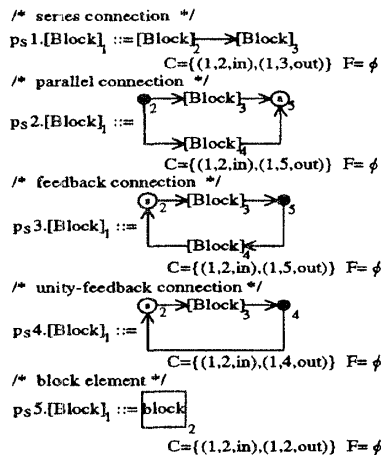 /* series connection */
ps1.[Block]1 ::=[Block]2 [Block]3
C={(1,2,in),(1,3,out)} F= ϕ
/* parallel connection */
2 [Block]3 a 5
ps2.[Block]1 ::=
[Block]4
C={(1,2,in),(1,5,out)} F= ϕ
/* feedback connection */
s 2 [Block]3 5
ps3.[Block]1 ::=
[Block]4
C={(1,2,in),(1,5,out)} F= ϕ
/* unity-feedback connection */
s 2 [Block]3 4
ps4.[Block]1 ::=
C={(1,2,in),(1,4,out)} F= ϕ
/* block element */
ps5.[Block]1 ::= block 2
C={(1,2,in),(1,2,out)} F= ϕ